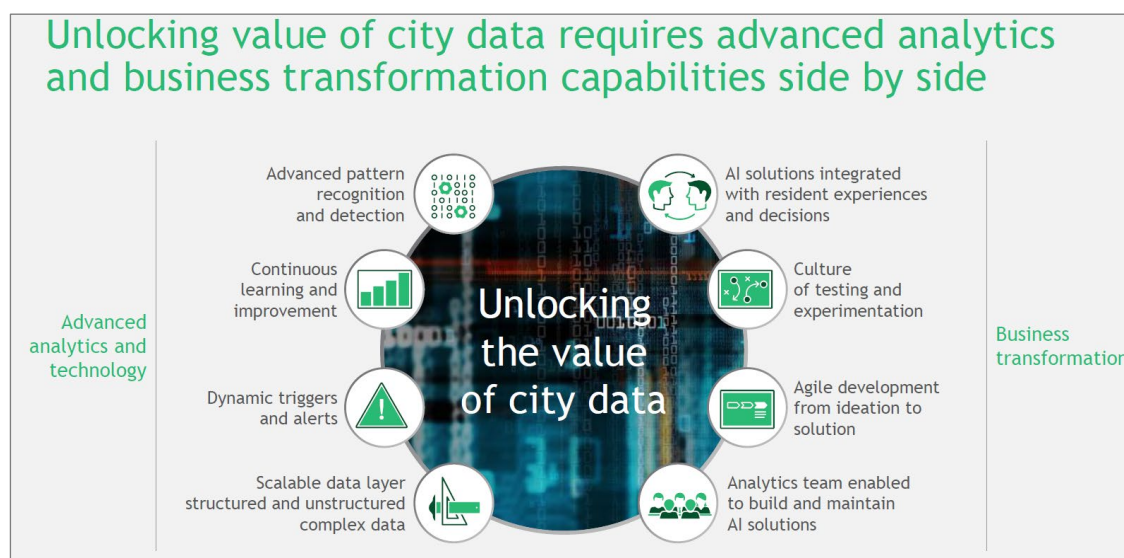 Unlocking value of city data requires advanced analytics
and business transformation capabilities side by side
Advanced
analytics and
technology
Advanced pattern
recognition
and detection
Continuous
learning and
improvement
Dynamic triggers
and alerts
Scalable data layer
structured and unstructured
complex data
Unlocking
the value
of city data
AI solutions integrated
with resident experiences
and decisions
Culture
of testing and
experimentation
Agile development
from ideation to
solution
Analytics team enabled
to build and maintain
AI solutions
Business
transformation